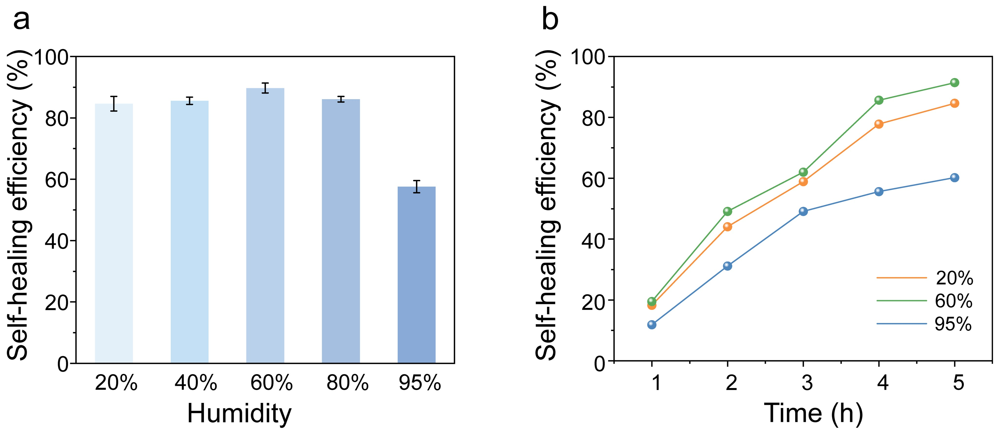 a
Self-healing efficiency (%)
100
80
60
40
20
0
20% 40% 60% 80% 95%
Humidity
b
Self-healing efficiency (%)
100
80
60
40
20
0
20%
60%
95%
1 2 3 4 5
Time (h)